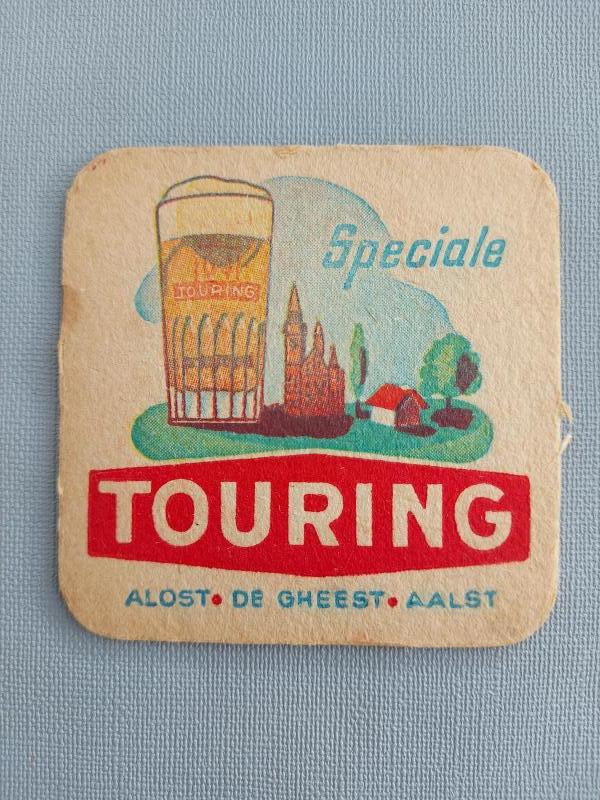 Speciale
TOURING
TOURING
ALOST • DE GHEEST • AALST